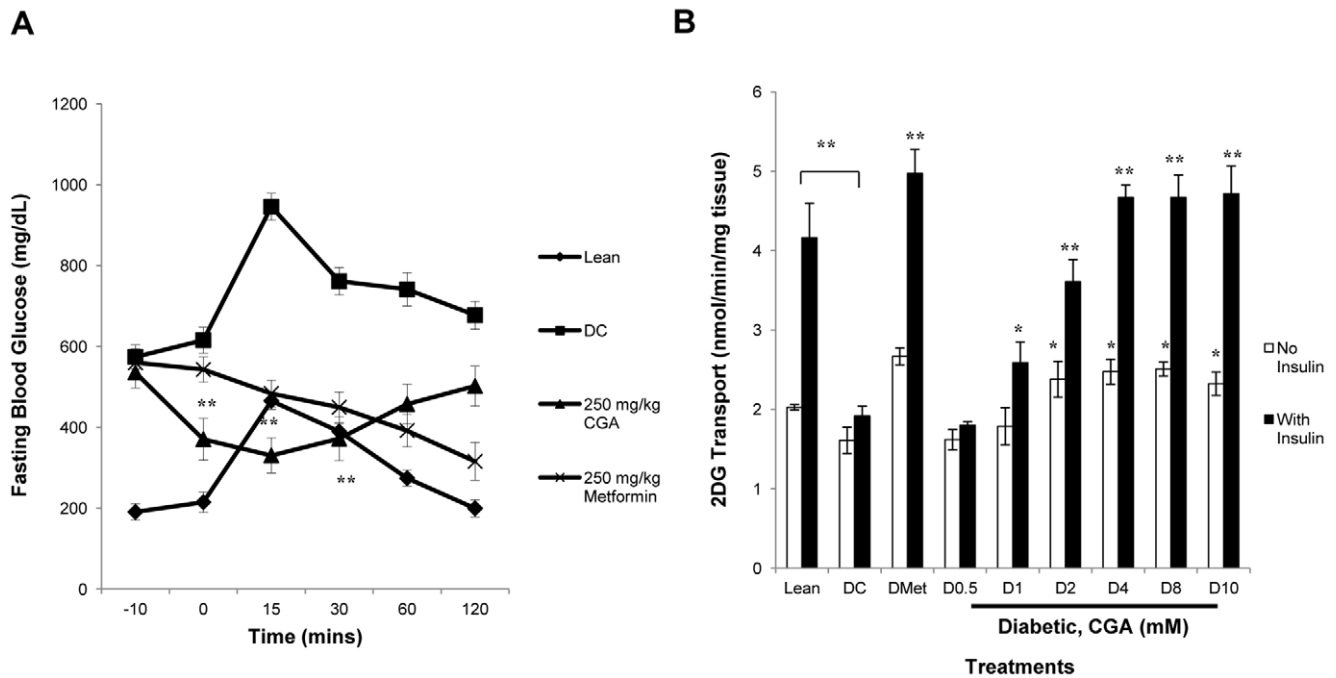 A
1200
1000
800
600
400
200
0
Fasting Blood Glucose (mg/dL)
**
**
**
-10 0 15 30 60 120
Time (mins)
Lean
DC
250 mg/kg
CGA
250 mg/kg
Metformin
B
6
5
4
3
2
1
0
2DG Transport (nmol/min/mg tissue)
**
**
*
*
**
*
**
*
**
*
**
*
Lean DC DMet D0.5 D1 D2 D4 D8 D10
Diabetic, CGA (mM)
Treatments
No
Insulin
With
Insulin